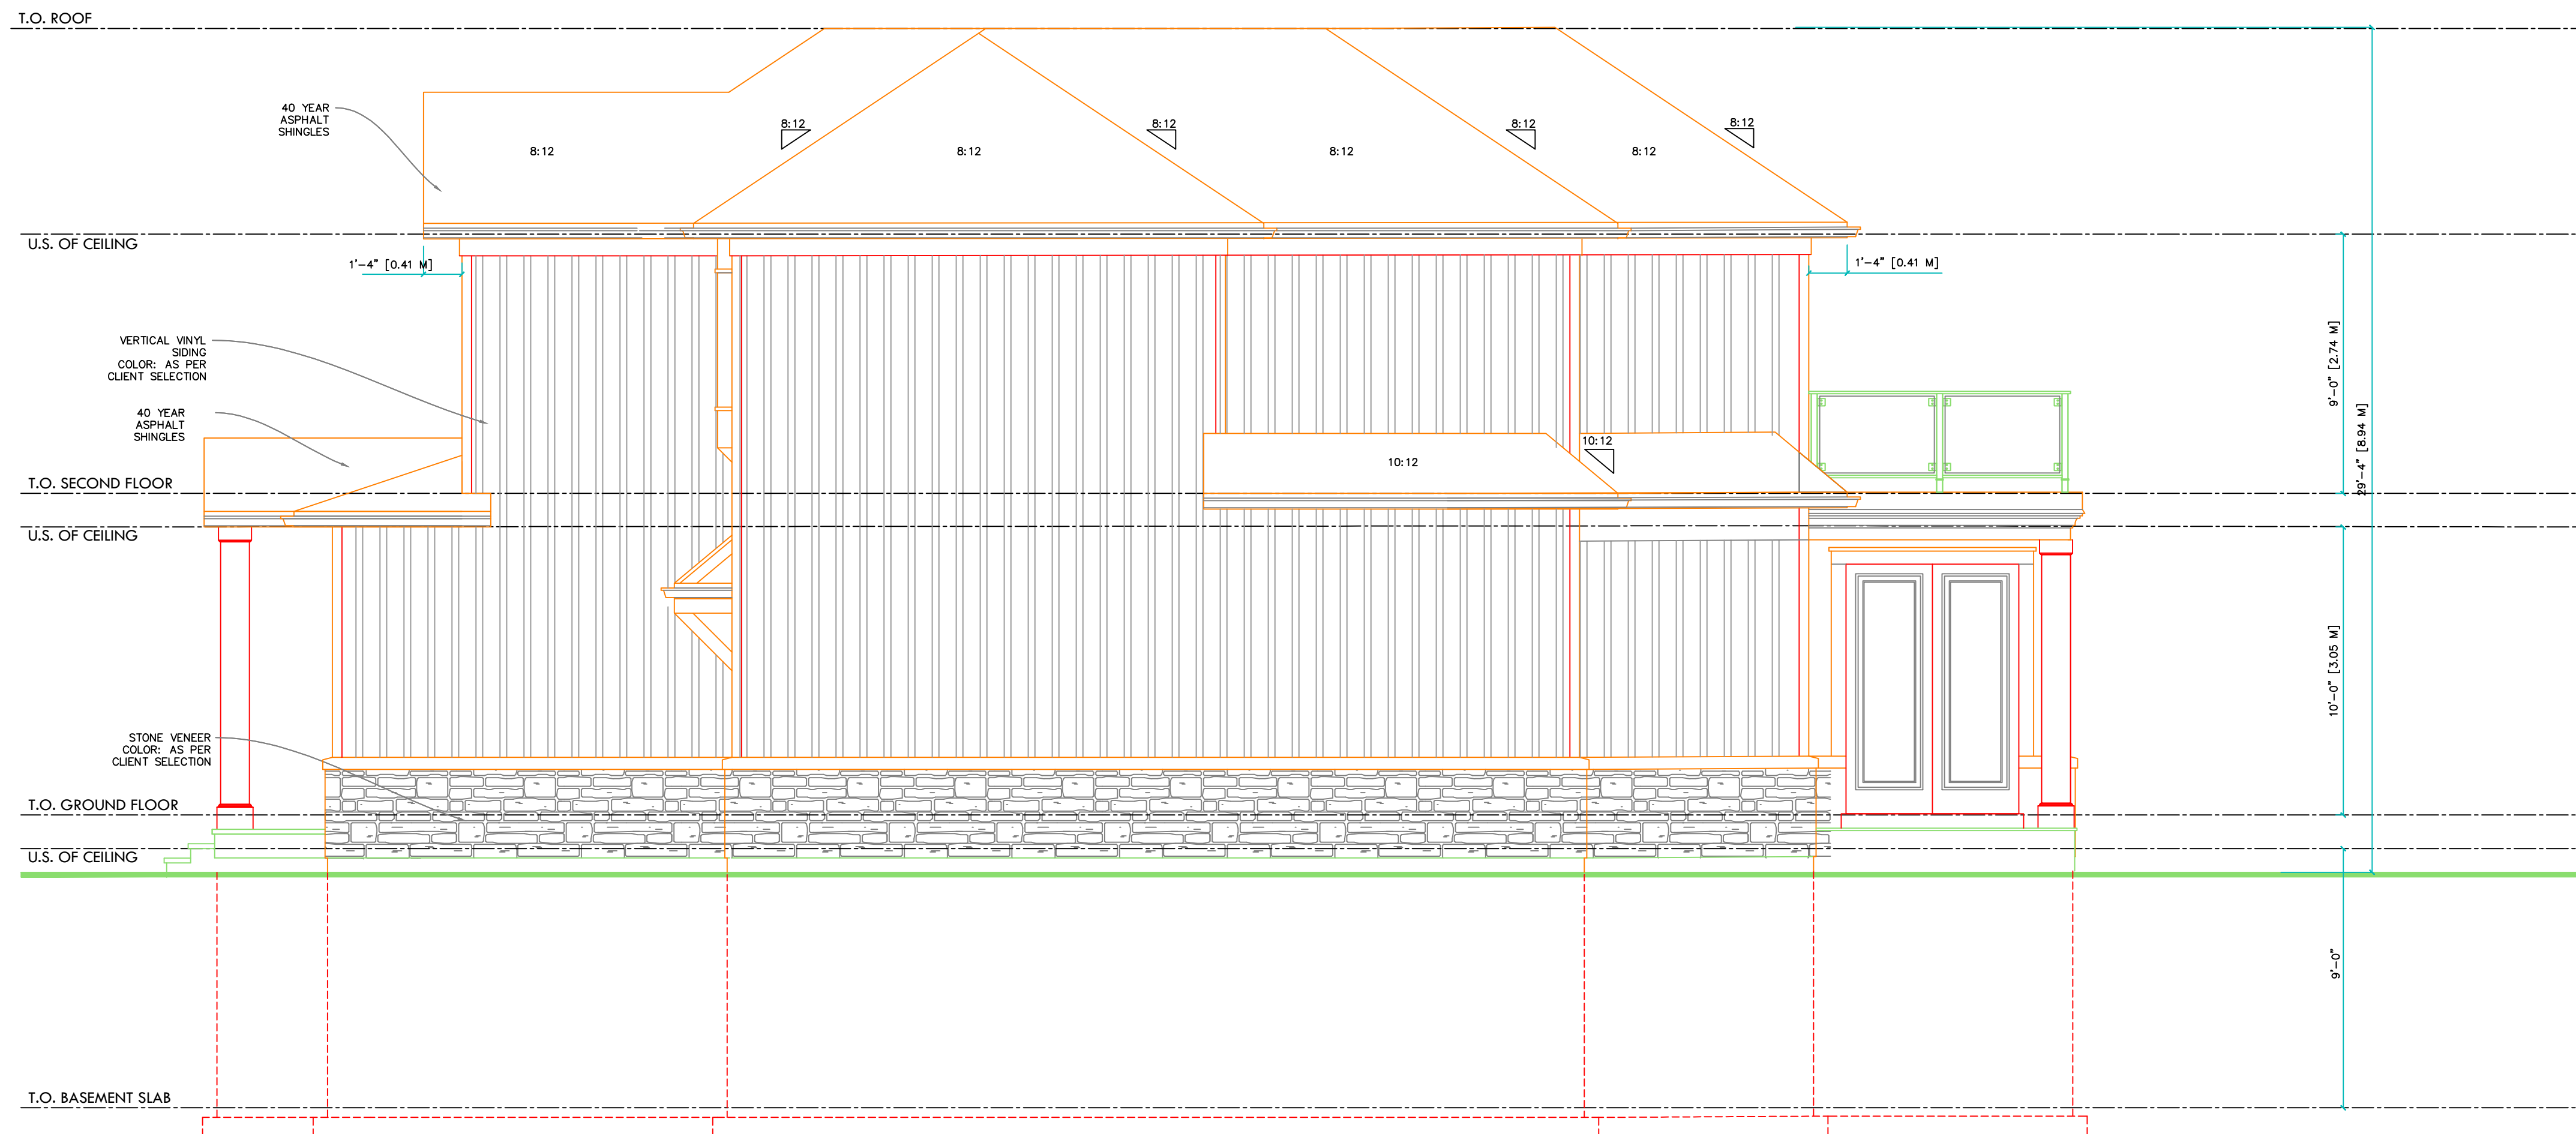 T.O. ROOF
40 YEAR
ASPHALT
SHINGLES
8:12
8:12
8:12
8:12
8:12
8:12
8:12
8:12
U.S. OF CEILING
1'-4" [0.41 M]
1'-4" [0.41 M]
VERTICAL VINYL
SIDING
COLOR: AS PER
CLIENT SELECTION
9'-0" [2.74 M]
29'-4" [8.94 M]
40 YEAR
ASPHALT
SHINGLES
10:12
10:12
T.O. SECOND FLOOR
U.S. OF CEILING
10'-0" [3.05 M]
STONE VENEER
COLOR: AS PER
CLIENT SELECTION
T.O. GROUND FLOOR
U.S. OF CEILING
9'-0"
T.O. BASEMENT SLAB